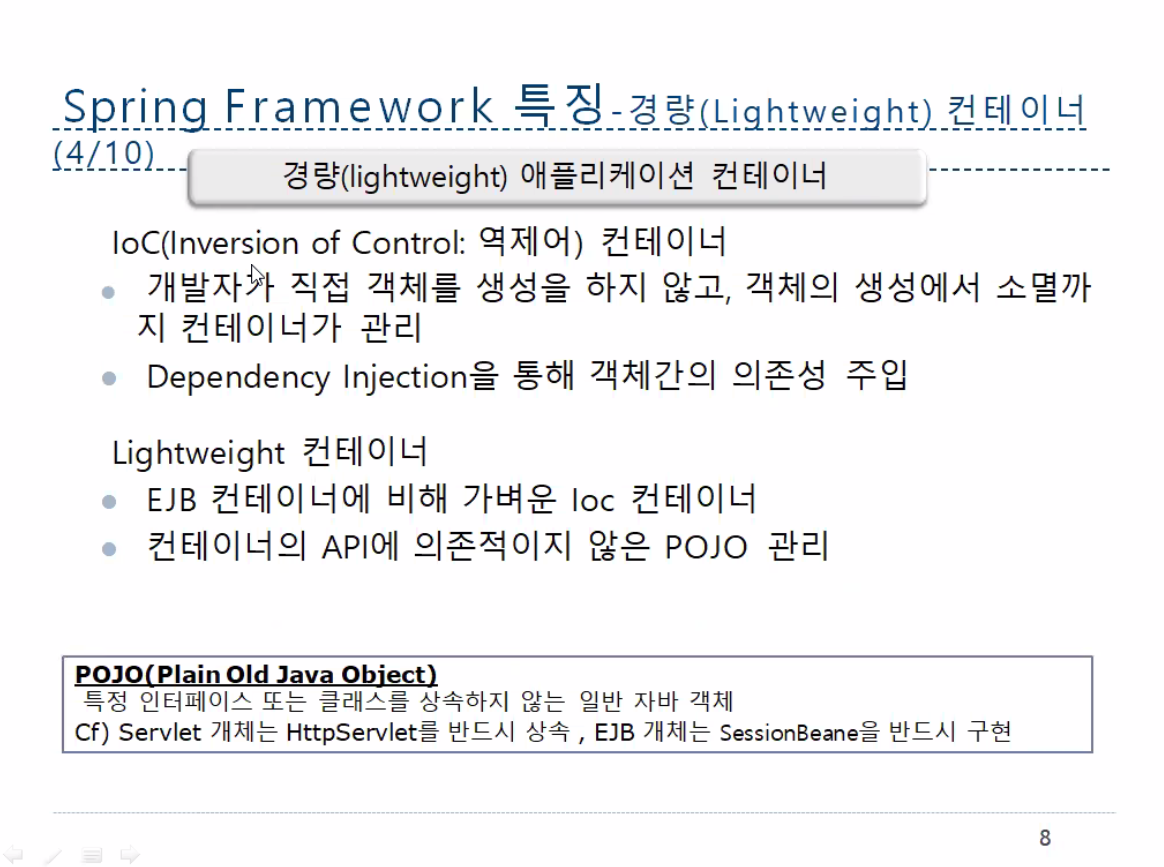 Spring Framework 특징-경량(Lightweight) 컨테이너
(4/10)
경량(lightweight) 애플리케이션 컨테이너
IoC(Inversion of Control: 역제어) 컨테이너
개발자가 직접 객체를 생성을 하지 않고, 객체의 생성에서 소멸까
지 컨테이너가 관리
Dependency Injection을 통해 객체간의 의존성 주입
Lightweight 컨테이너
EJB 컨테이너에 비해 가벼운 Ioc 컨테이너
컨테이너의 API에 의존적이지 않은 POJO 관리
POJO(Plain Old Java Object)
특정 인터페이스 또는 클래스를 상속하지 않는 일반 자바 객체
Cf) Servlet 개체는 HttpServlet를 반드시 상속 , EJB 개체는 SessionBeane을 반드시 구현
8